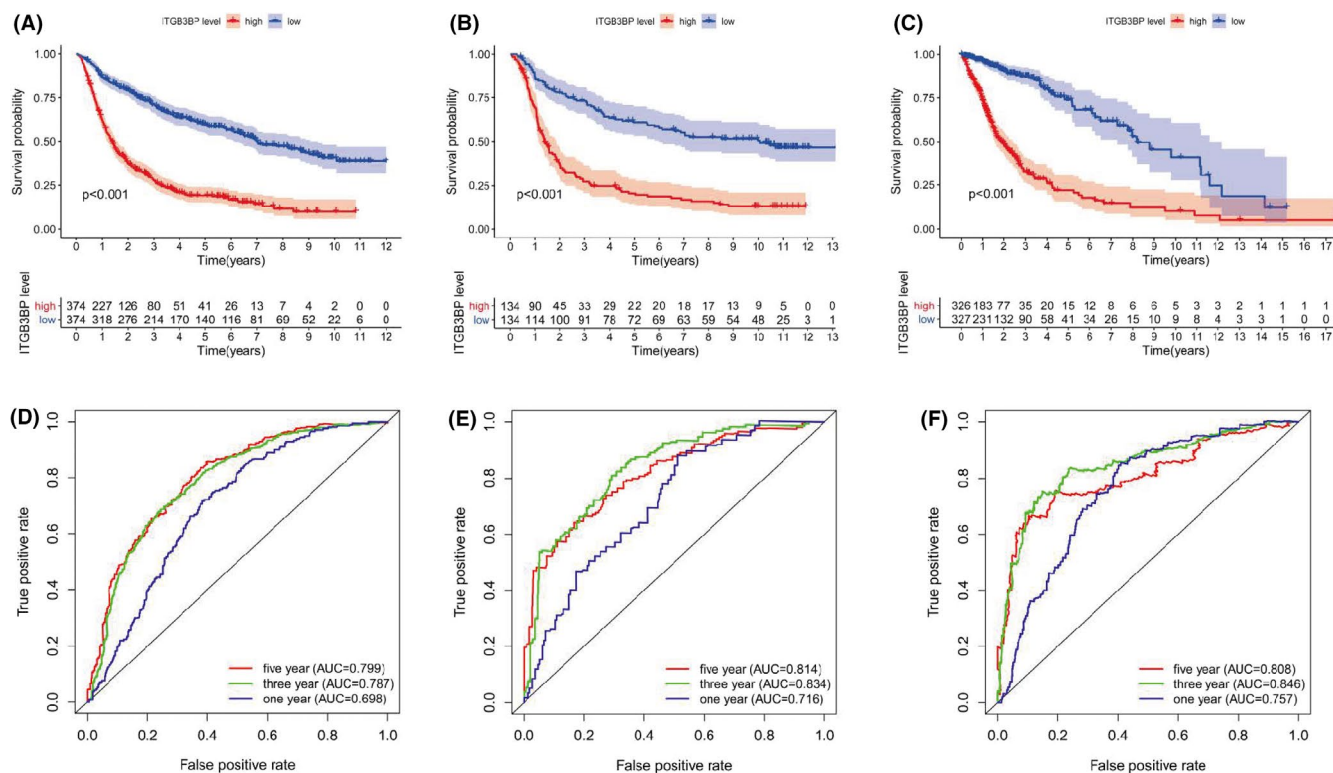 (A)
ITGB3BP level high low
Survival probability
1.00
0.75
0.50
0.25
0.00
p<0.001
0 1 2 3 4 5 6 7 8 9 10 11 12
Time(years)
ITGB3BP level
high 374 227 126 80 51 41 26 13 7 4 2 0 0
low 374 318 276 214 170 140 116 81 69 52 22 6 0
0 1 2 3 4 5 6 7 8 9 10 11 12
Time(years)
(B)
ITGB3BP level high low
Survival probability
1.00
0.75
0.50
0.25
0.00
p<0.001
0 1 2 3 4 5 6 7 8 9 10 11 12 13
Time(years)
ITGB3BP level
high 134 90 45 33 29 22 20 18 17 13 9 5 0 0
low 134 114 100 91 78 72 69 63 59 54 48 25 3 1
0 1 2 3 4 5 6 7 8 9 10 11 12 13
Time(years)
(C)
ITGB3BP level high low
Survival probability
1.00
0.75
0.50
0.25
0.00
p<0.001
0 1 2 3 4 5 6 7 8 9 10 11 12 13 14 15 16 17
Time(years)
ITGB3BP level
high 326 183 77 35 20 15 12 8 6 6 5 3 3 2 1 1 1 1
low 327 231 132 90 58 41 34 26 15 10 9 8 4 3 3 1 0 0
0 1 2 3 4 5 6 7 8 9 10 11 12 13 14 15 16 17
Time(years)
(D)
True positive rate
1.0
0.8
0.6
0.4
0.2
0.0
five year (AUC=0.799)
three year (AUC=0.787)
one year (AUC=0.698)
0.0 0.2 0.4 0.6 0.8 1.0
False positive rate
(E)
True positive rate
1.0
0.8
0.6
0.4
0.2
0.0
five year (AUC=0.814)
three year (AUC=0.834)
one year (AUC=0.716)
0.0 0.2 0.4 0.6 0.8 1.0
False positive rate
(F)
True positive rate
1.0
0.8
0.6
0.4
0.2
0.0
five year (AUC=0.808)
three year (AUC=0.846)
one year (AUC=0.757)
0.0 0.2 0.4 0.6 0.8 1.0
False positive rate